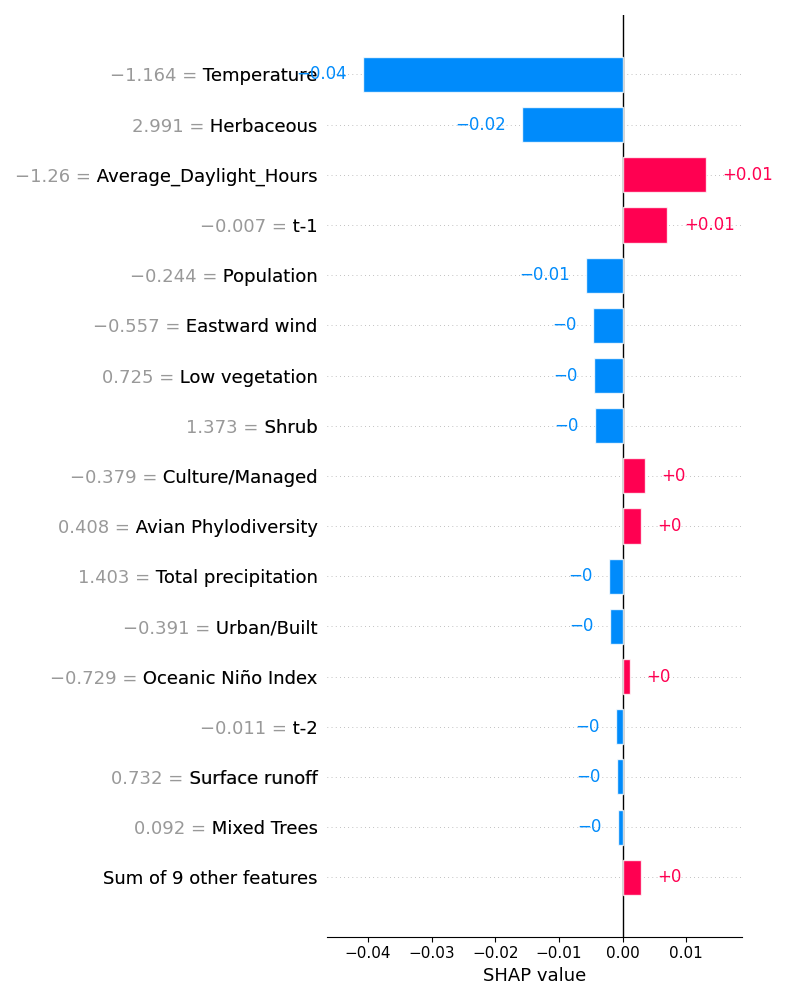 −1.164 = Temperature −0.04
2.991 = Herbaceous −0.02
−1.26 = Average_Daylight_Hours +0.01
−0.007 = t-1 +0.01
−0.244 = Population −0.01
−0.557 = Eastward wind −0
0.725 = Low vegetation −0
1.373 = Shrub −0
−0.379 = Culture/Managed +0
0.408 = Avian Phylodiversity +0
1.403 = Total precipitation −0
−0.391 = Urban/Built −0
−0.729 = Oceanic Niño Index +0
−0.011 = t-2 −0
0.732 = Surface runoff −0
0.092 = Mixed Trees −0
Sum of 9 other features +0
−0.04 −0.03 −0.02 −0.01 0.00 0.01
SHAP value